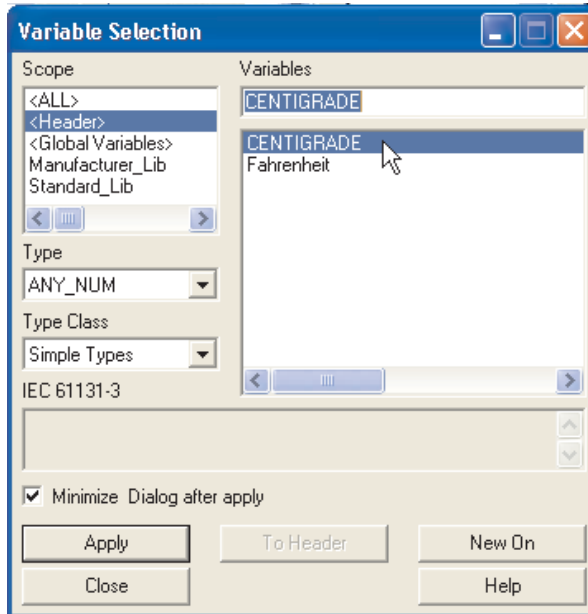 Variable Selection
Scope
<ALL>
<Header>
<Global Variables>
Manufacturer_Lib
Standard_Lib
Type
ANY_NUM
Type Class
Simple Types
IEC 61131-3
Variables
CENTIGRADE
CENTIGRADE
Fahrenheit
Minimize Dialog after apply
Apply
To Header
New On
Close
Help